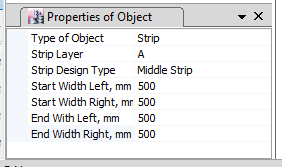 Properties of Object
Type of Object Strip
Strip Layer A
Strip Design Type Middle Strip
Start Width Left, mm 500
Start Width Right, mm 500
End With Left, mm 500
End Width Right, mm 500